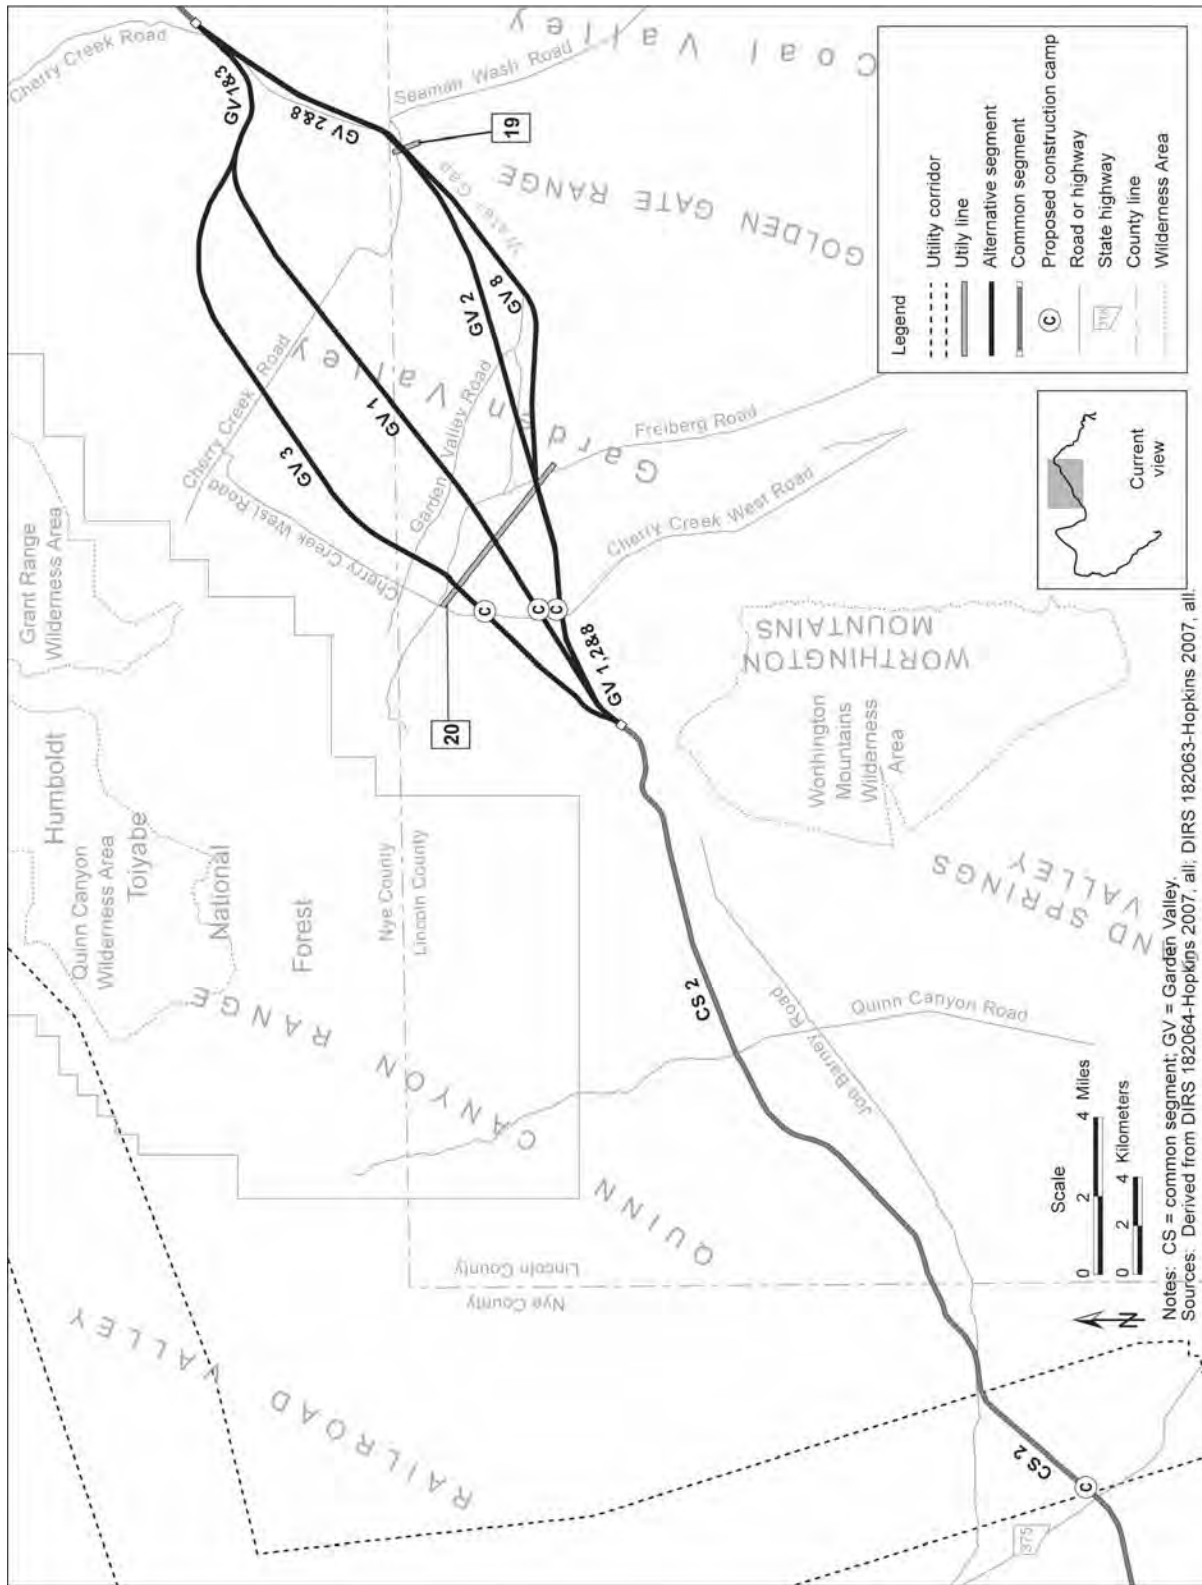 Cherry Creek Road
GV 1&3
GV 2&8
Seaman Wash Road
Coal Valley
19
Water Gap
GOLDEN GATE RANGE
GV 2
GV 8
GV 1
GV 3
Cherry Creek Road
Cherry Creek West Road
Garden Valley Road
Freiberg Road
Cherry Creek West Road
Grant Range
Wilderness Area
C
C
C
GV 1,2&8
20
Humboldt
Toiyabe
National
Forest
Quinn Canyon
Wilderness Area
Nye County
Lincoln County
WORTHINGTON
MOUNTAINS
Worthington
Mountains
Wilderness
Area
ND SPRINGS
VALLEY
QUINN CANYON RANGE
CS 2
Quinn Canyon Road
Road
Lincoln County
Nye County
RAILROAD VALLEY
CS 2
C
375
Legend
Utility corridor
Utily line
Alternative segment
Common segment
C
Proposed construction camp
Road or highway
State highway
County line
Wilderness Area
Current
view
Scale
0 2 4 Miles
0 2 4 Kilometers
N
Notes: CS = common segment; GV = Garden Valley.
Sources: Derived from DIRS 182064-Hopkins 2007, all; DIRS 182063-Hopkins 2007, all.